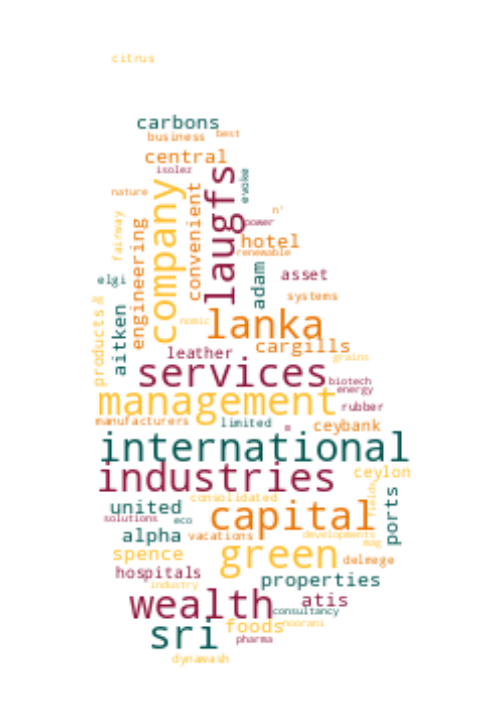 citrus
carbons
business best
central
isolez
evoke
nature
laugfs
company
convenient
fairway
n'
power
engineering
hotel
renewable
elgi
adam
asset
systems
products &
aitken
nomic
lanka
leather
cargills
grains
services
biotech
energy
management
rubber
manufacturers
limited
ceybank
international
industries
ceylon
consolidated
fields
united
capital
ports
solutions
eco
alpha
vacations
developments
mag
spence
green
delmege
hospitals
properties
industry
wealth
atis
consultancy
sri
foods
noorani
pharma
dynawash